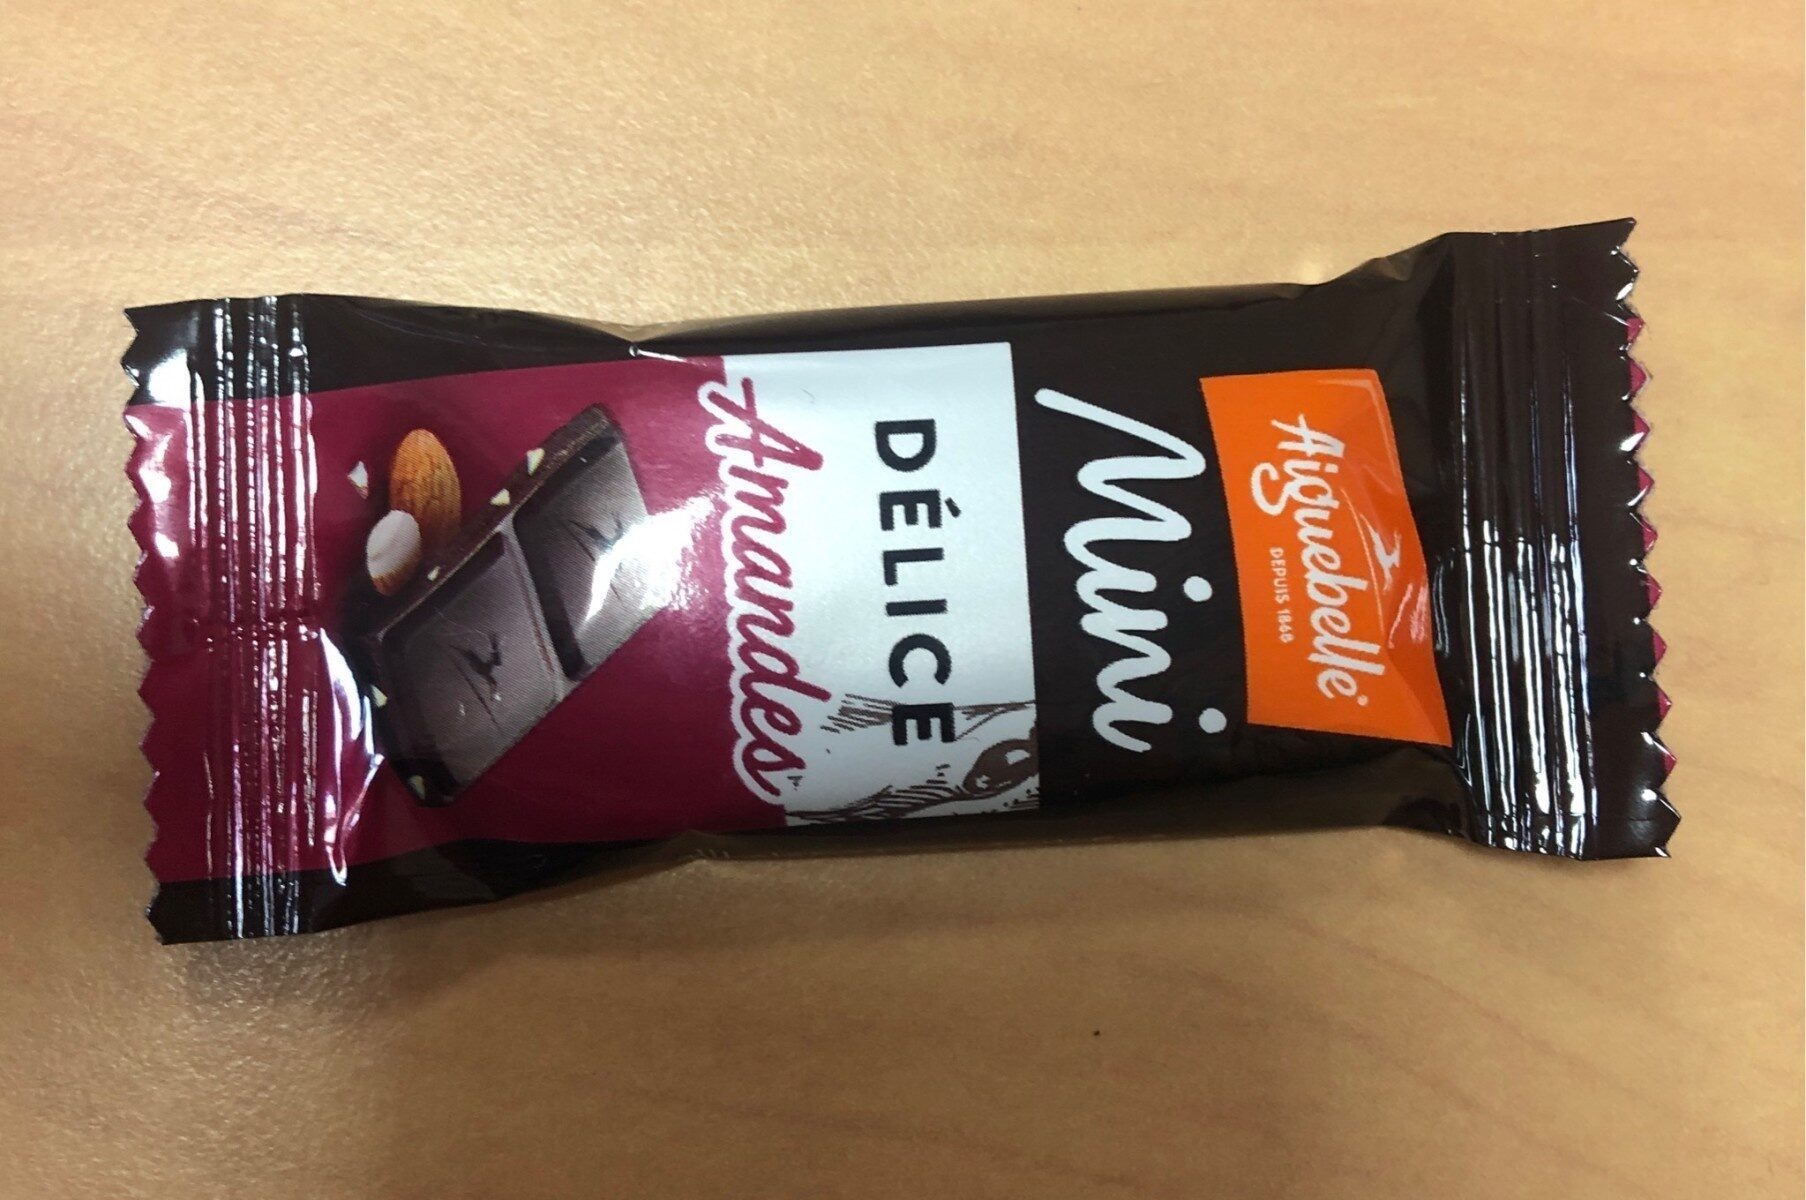 Aiguebelle
DEPUIS 1868
Mini
DÉLICE
Amandes